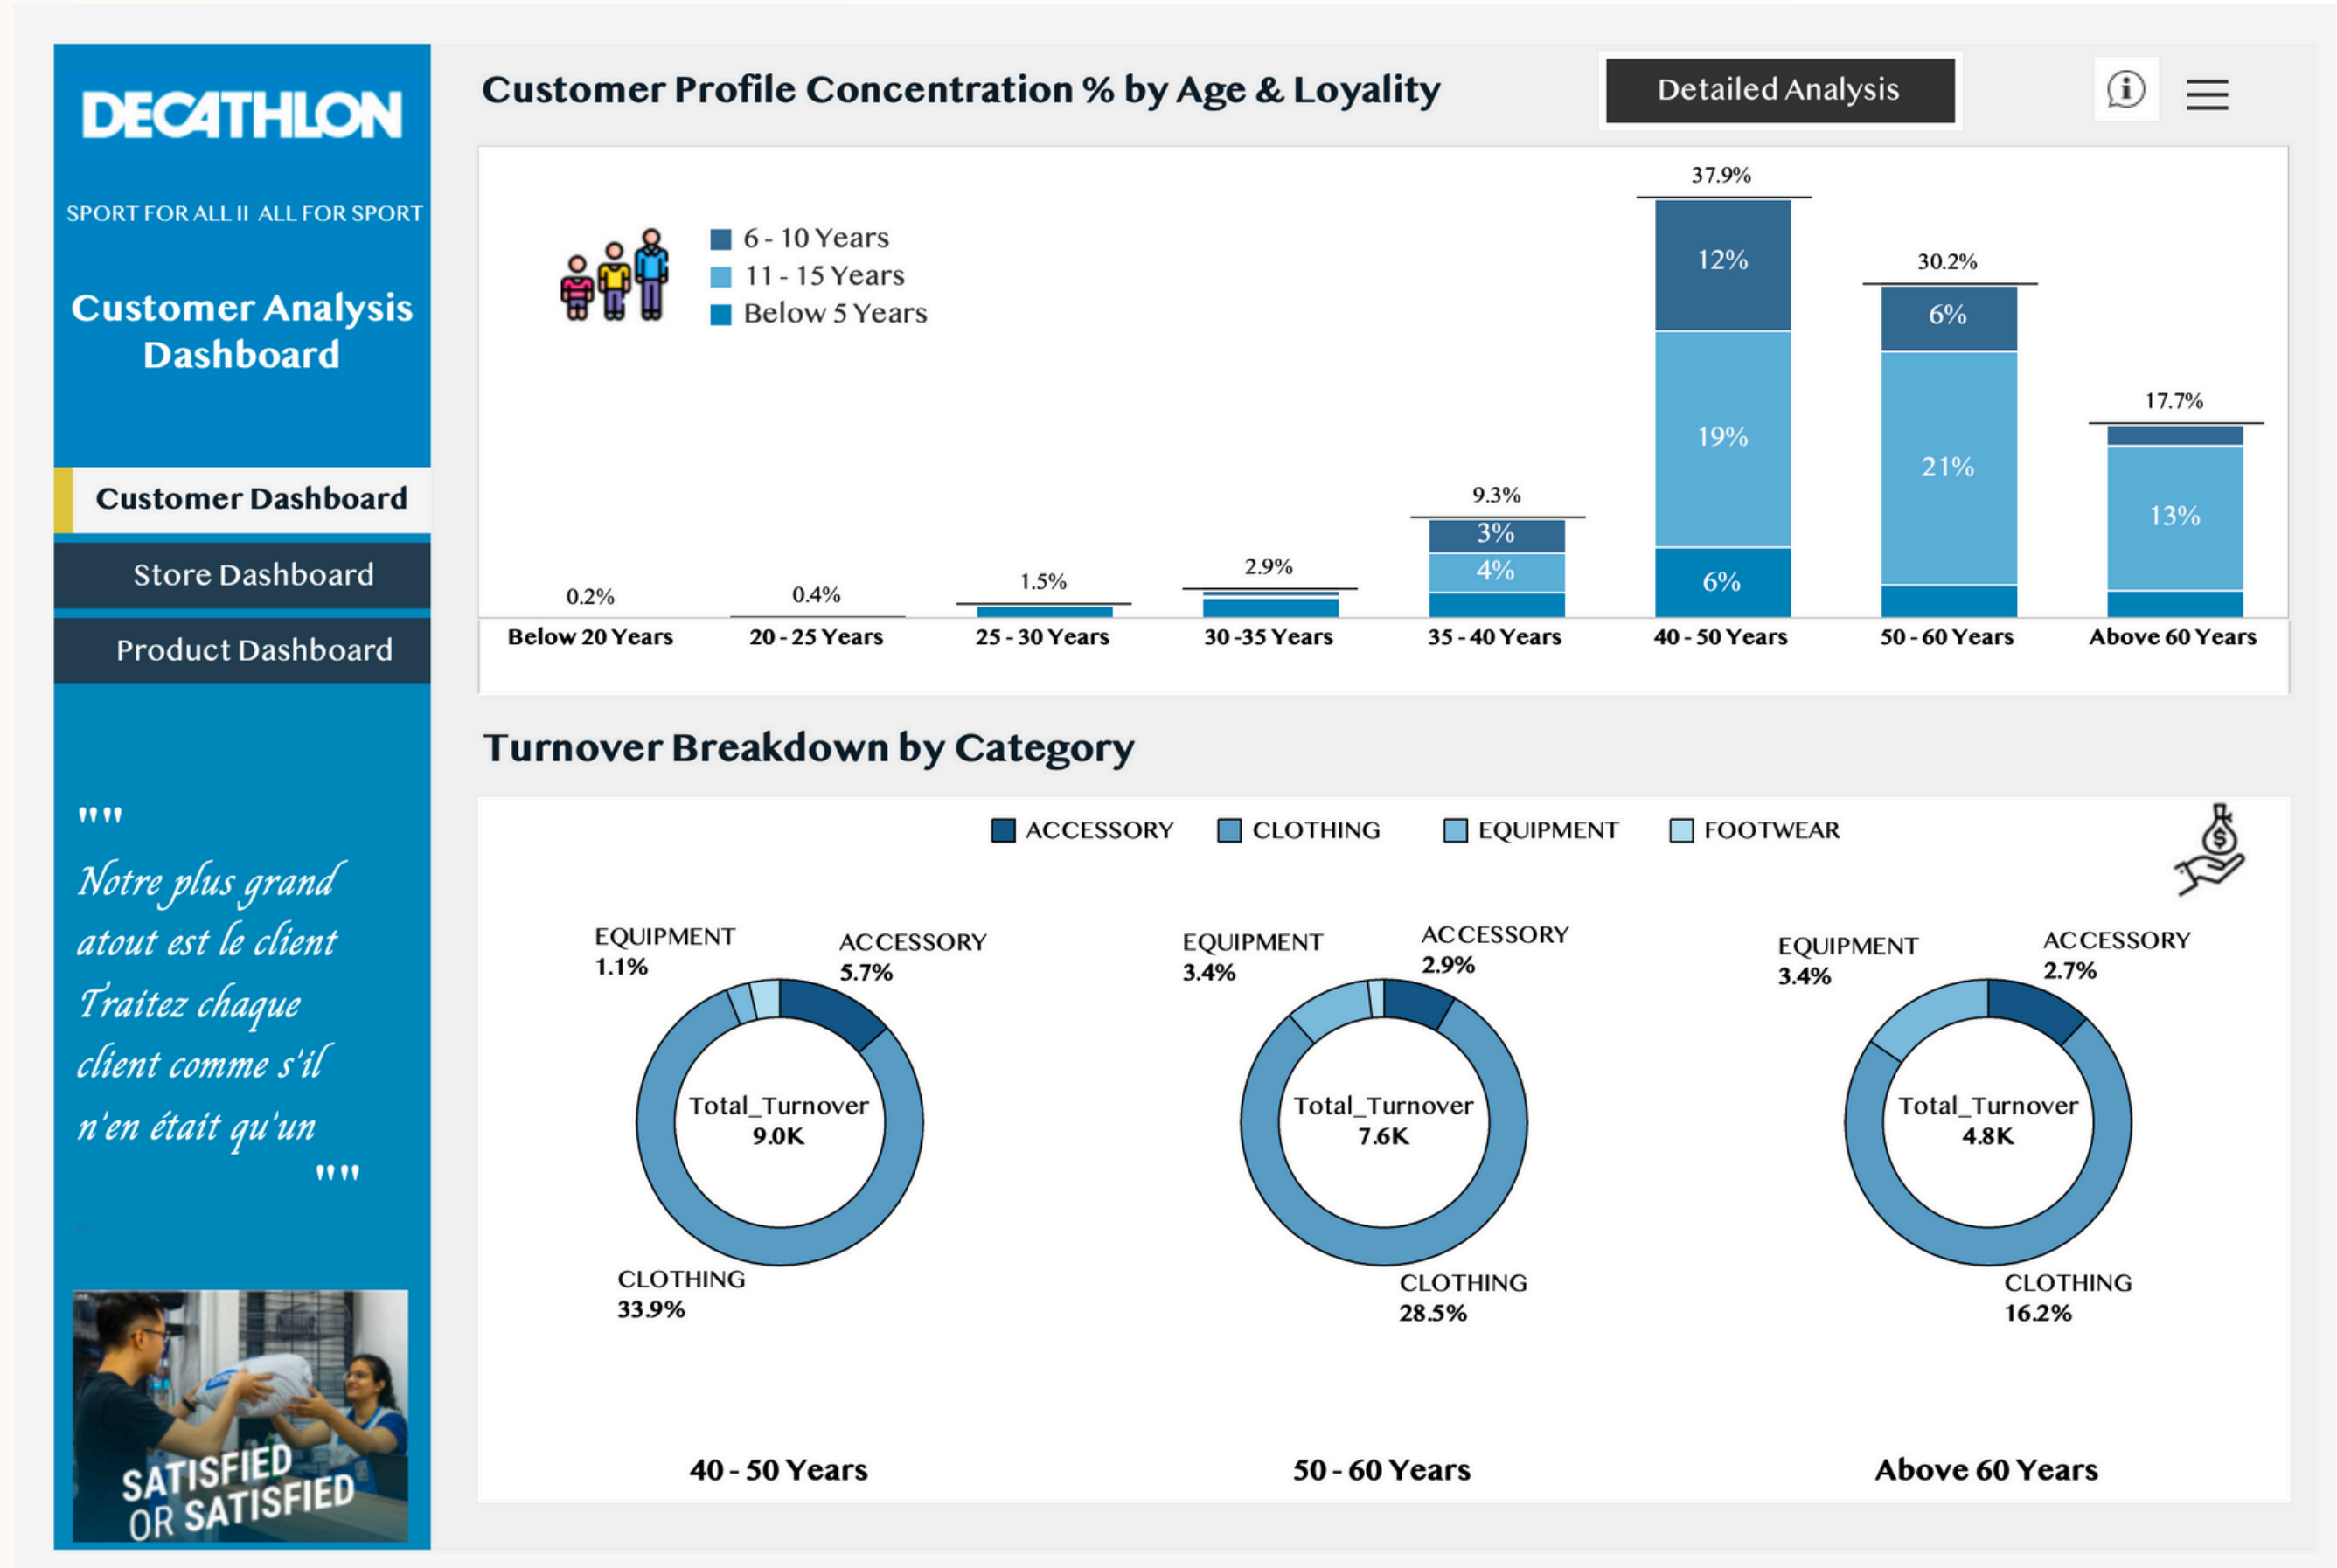 DECATHLON
SPORT FOR ALL II ALL FOR SPORT
Customer Analysis
Dashboard
Customer Dashboard
Store Dashboard
Product Dashboard
""
Notre plus grand
atout est le client
Traitez chaque
client comme s'il
n'en était qu'un
""
SATISFIED
OR SATISFIED
Customer Profile Concentration % by Age & Loyality
Detailed Analysis
i
6 - 10 Years
11 - 15 Years
Below 5 Years
0.2%
0.4%
1.5%
2.9%
9.3%
3%
4%
37.9%
12%
19%
6%
30.2%
6%
21%
17.7%
13%
Below 20 Years
20 - 25 Years
25 - 30 Years
30 -35 Years
35 - 40 Years
40 - 50 Years
50 - 60 Years
Above 60 Years
Turnover Breakdown by Category
ACCESSORY
CLOTHING
EQUIPMENT
FOOTWEAR
$
EQUIPMENT
1.1%
ACCESSORY
5.7%
Total_Turnover
9.0K
CLOTHING
33.9%
40 - 50 Years
EQUIPMENT
3.4%
ACCESSORY
2.9%
Total_Turnover
7.6K
CLOTHING
28.5%
50 - 60 Years
EQUIPMENT
3.4%
ACCESSORY
2.7%
Total_Turnover
4.8K
CLOTHING
16.2%
Above 60 Years